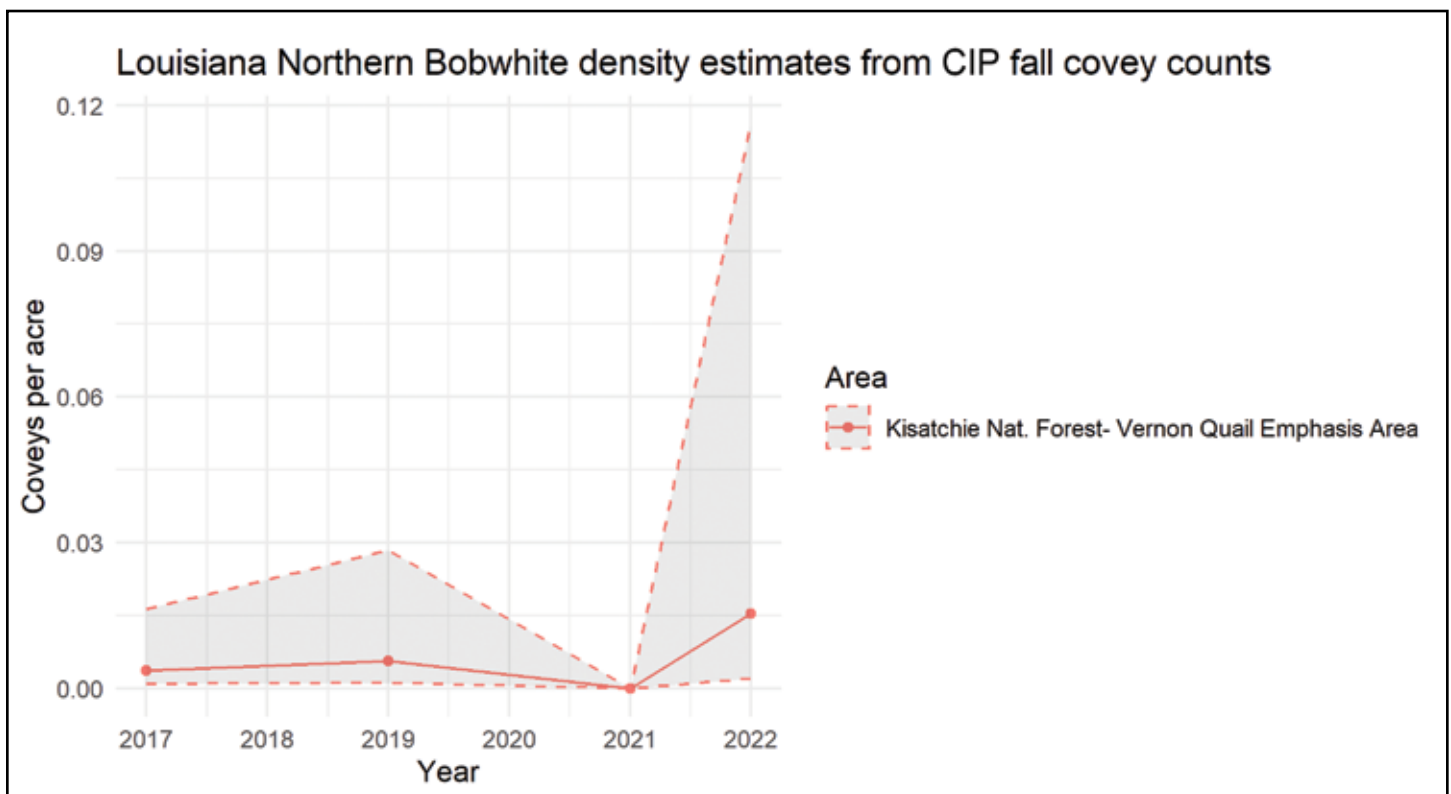 Louisiana Northern Bobwhite density estimates from CIP fall covey counts
0.12
0.09
0.06
0.03
0.00
Coveys per acre
2017 2018 2019 2020 2021 2022
Year
Area
Kisatchie Nat. Forest- Vernon Quail Emphasis Area